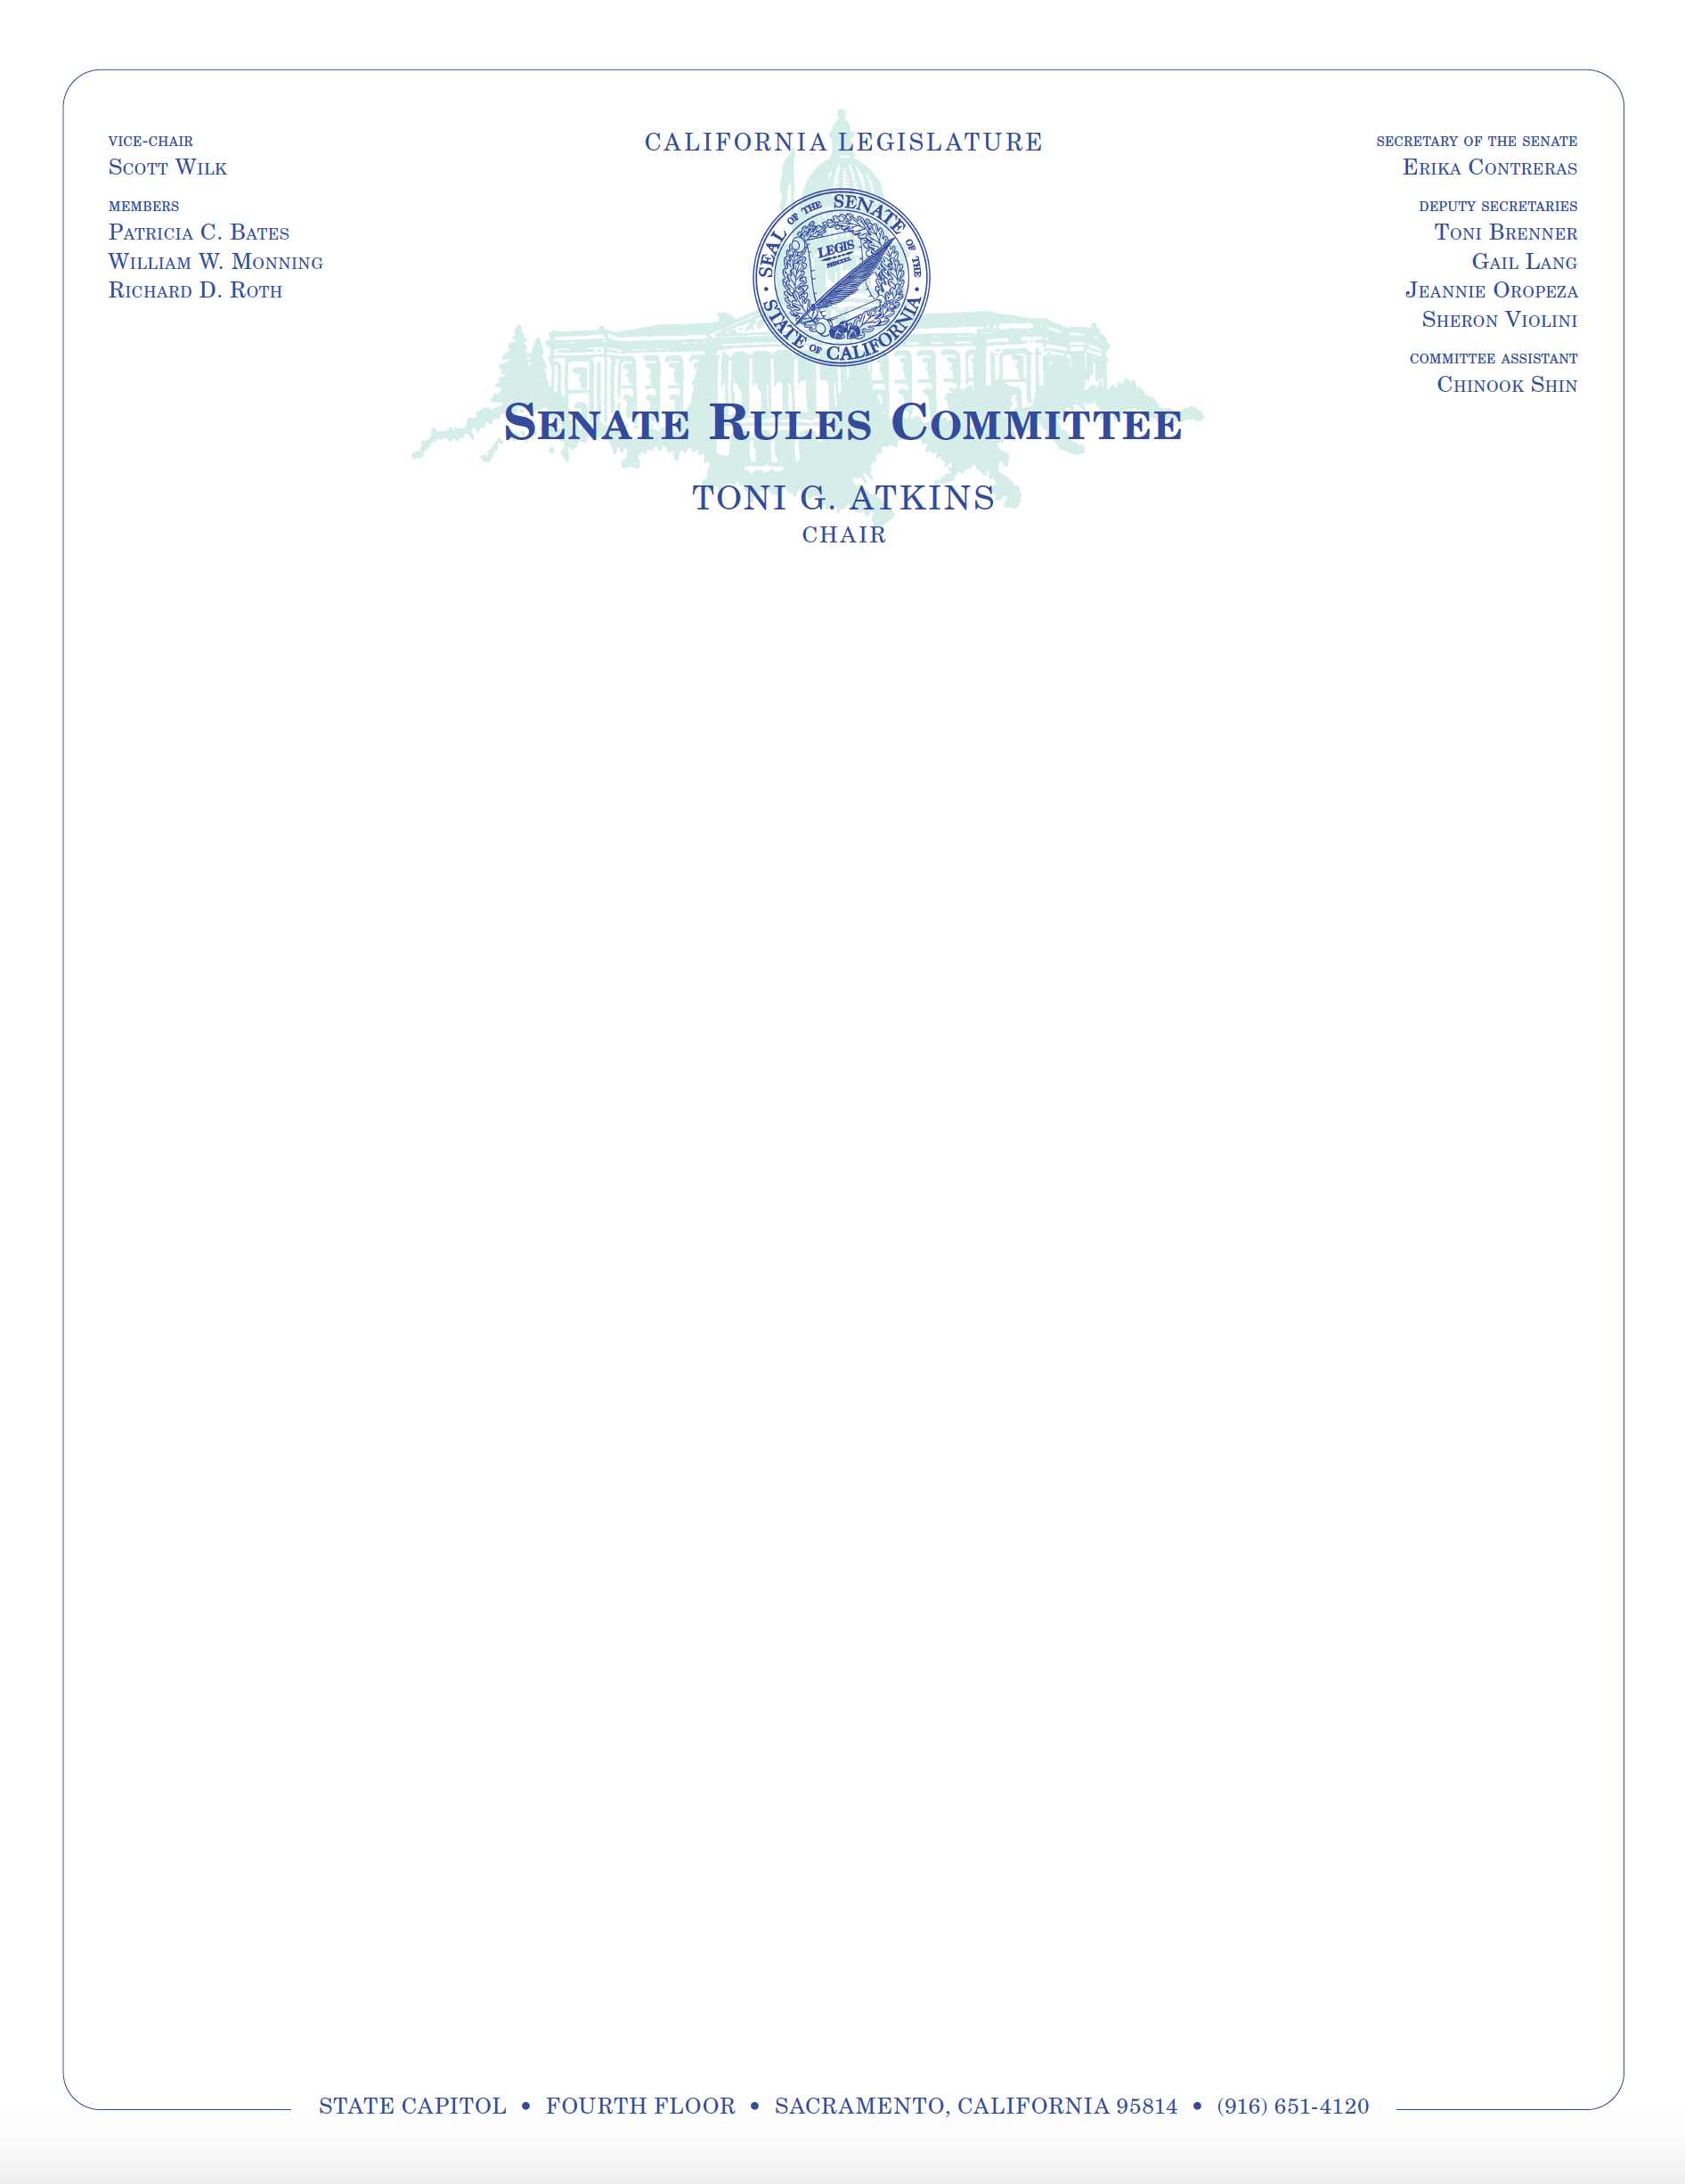 VICE-CHAIR
SCOTT WILK
MEMBERS
PATRICIA C. BATES
WILLIAM W. MONNING
RICHARD D. ROTH
CALIFORNIA LEGISLATURE
SEAL OF THE SENATE OF THE
STATE OF CALIFORNIA
LEGIS
SENATE RULES COMMITTEE
TONI G. ATKINS
CHAIR
SECRETARY OF THE SENATE
ERIKA CONTRERAS
DEPUTY SECRETARIES
TONI BRENNER
GAIL LANG
JEANNIE OROPEZA
SHERON VIOLINI
COMMITTEE ASSISTANT
CHINOOK SHIN
STATE CAPITOL • FOURTH FLOOR • SACRAMENTO, CALIFORNIA 95814 • (916) 651-4120